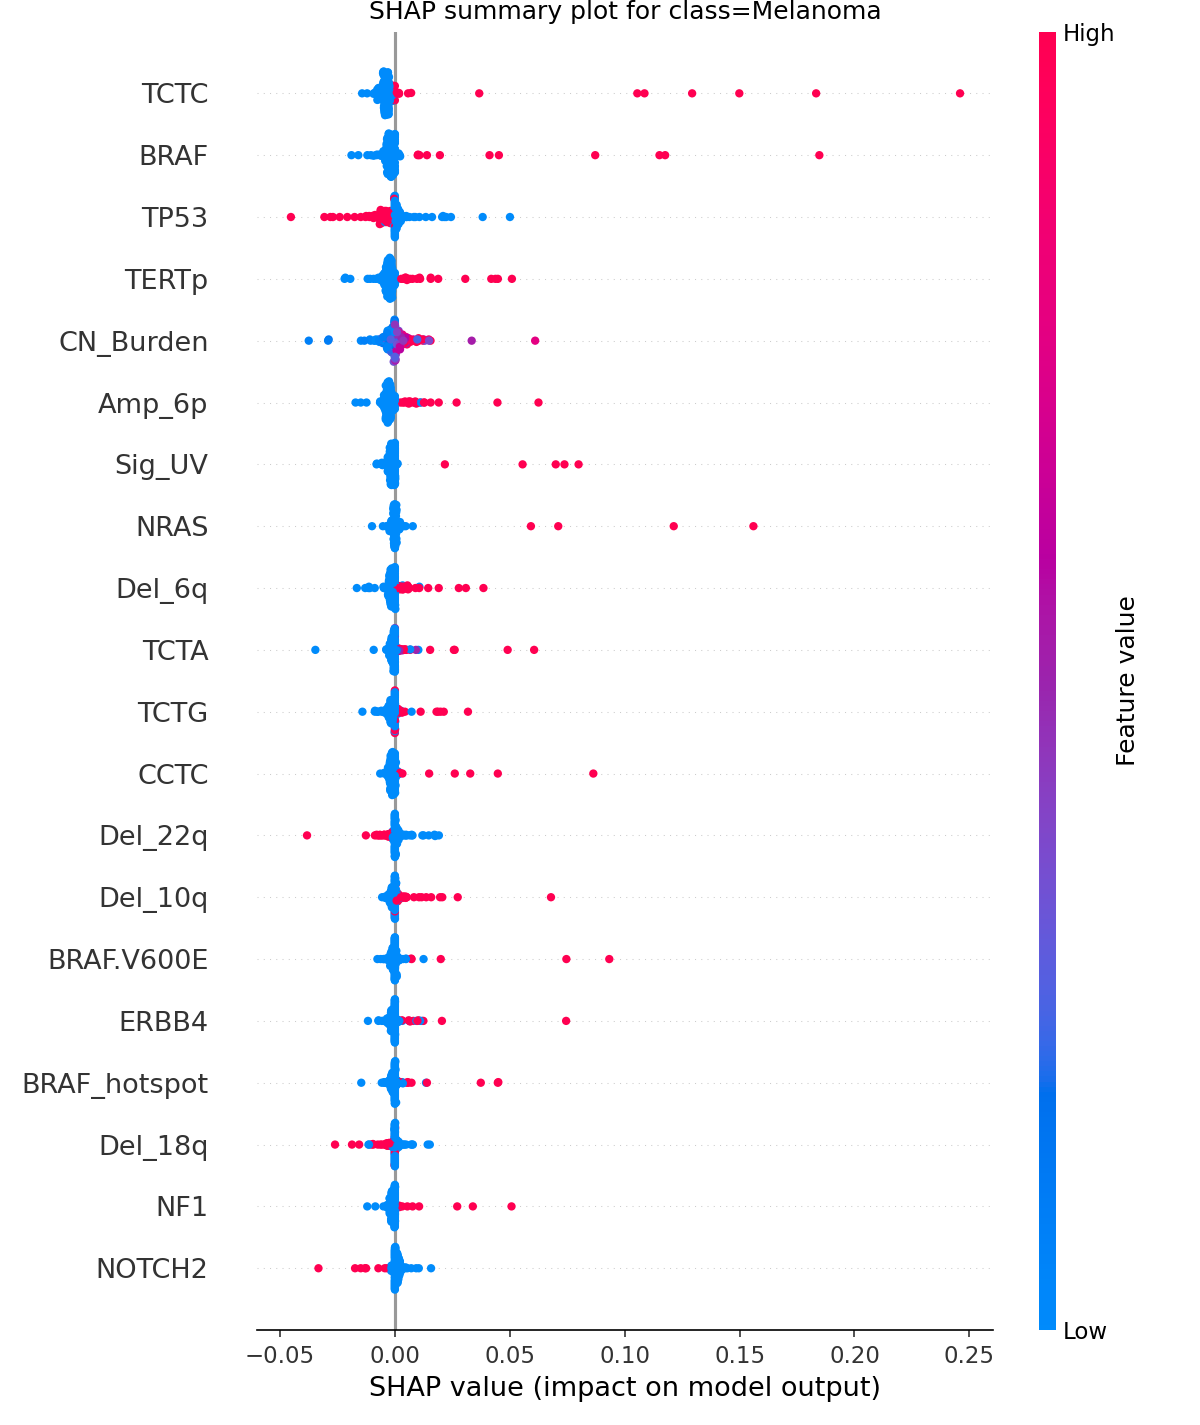 SHAP summary plot for class=Melanoma
High
TCTC
BRAF
TP53
TERTp
CN_Burden
Amp_6p
Sig_UV
NRAS
Del_6q
TCTA
TCTG
CCTC
Del_22q
Del_10q
BRAF.V600E
ERBB4
BRAF_hotspot
Del_18q
NF1
NOTCH2
Feature value
Low
−0.05 0.00 0.05 0.10 0.15 0.20 0.25
SHAP value (impact on model output)